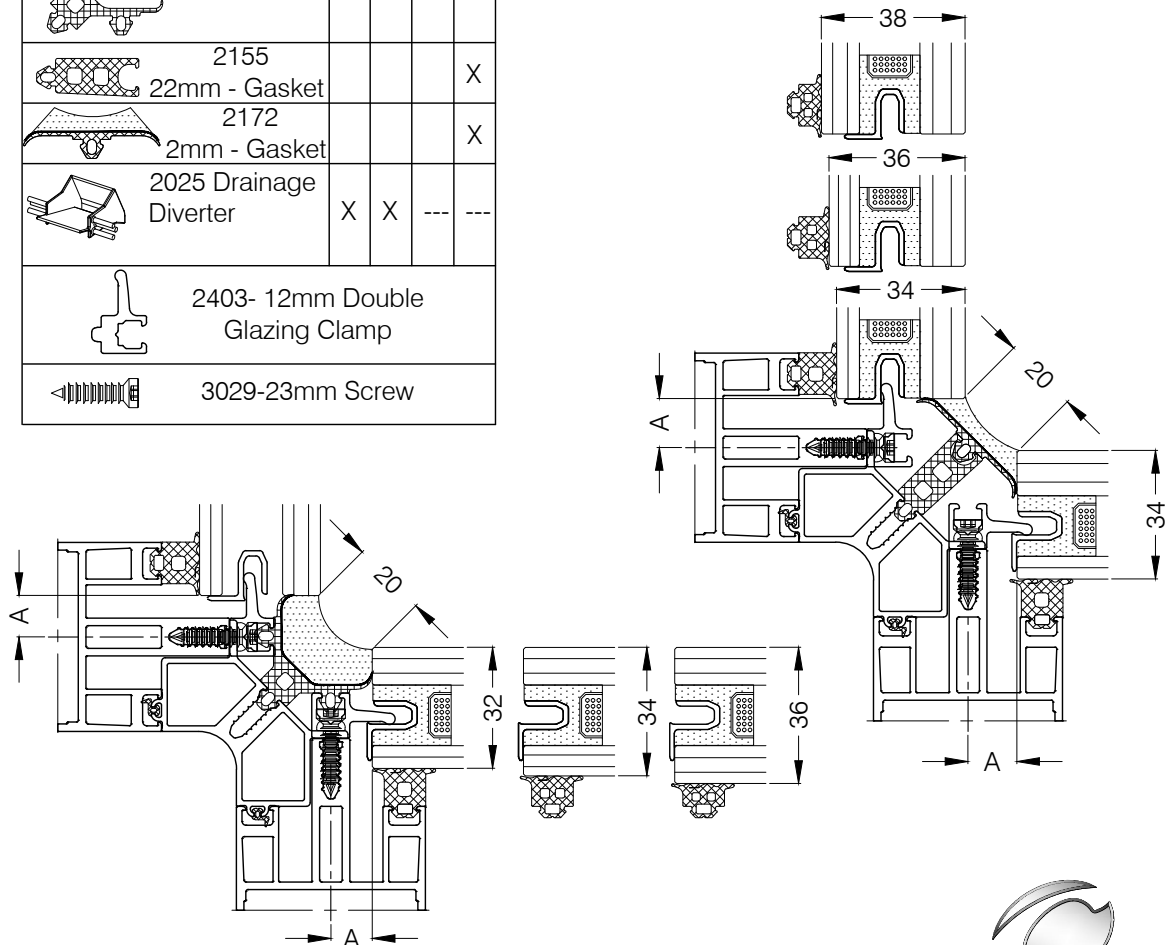 2155
22mm - Gasket
X
2172
2mm - Gasket
X
2025 Drainage
Diverter
X X --- ---
2403- 12mm Double
Glazing Clamp
3029-23mm Screw
38
36
34
20
A
34
A
20
A
32
34
36
A